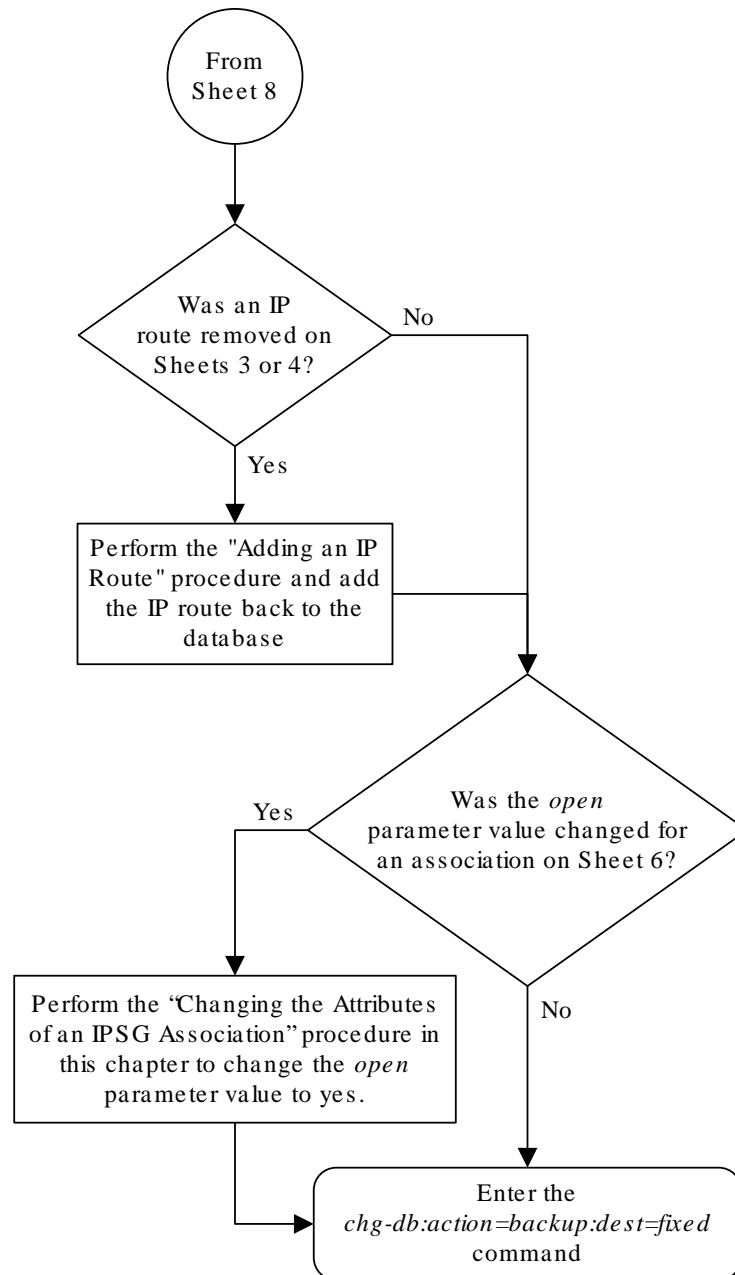 From
Sheet 8
Was an IP
route removed on
Sheets 3 or 4?
No
Yes
Perform the "Adding an IP
Route" procedure and add
the IP route back to the
database
Was the open
parameter value changed for
an association on Sheet 6?
Yes
No
Perform the “Changing the Attributes
of an IPSG Association” procedure in
this chapter to change the open
parameter value to yes.
Enter the
chg-db:action=backup:dest=fixed
command